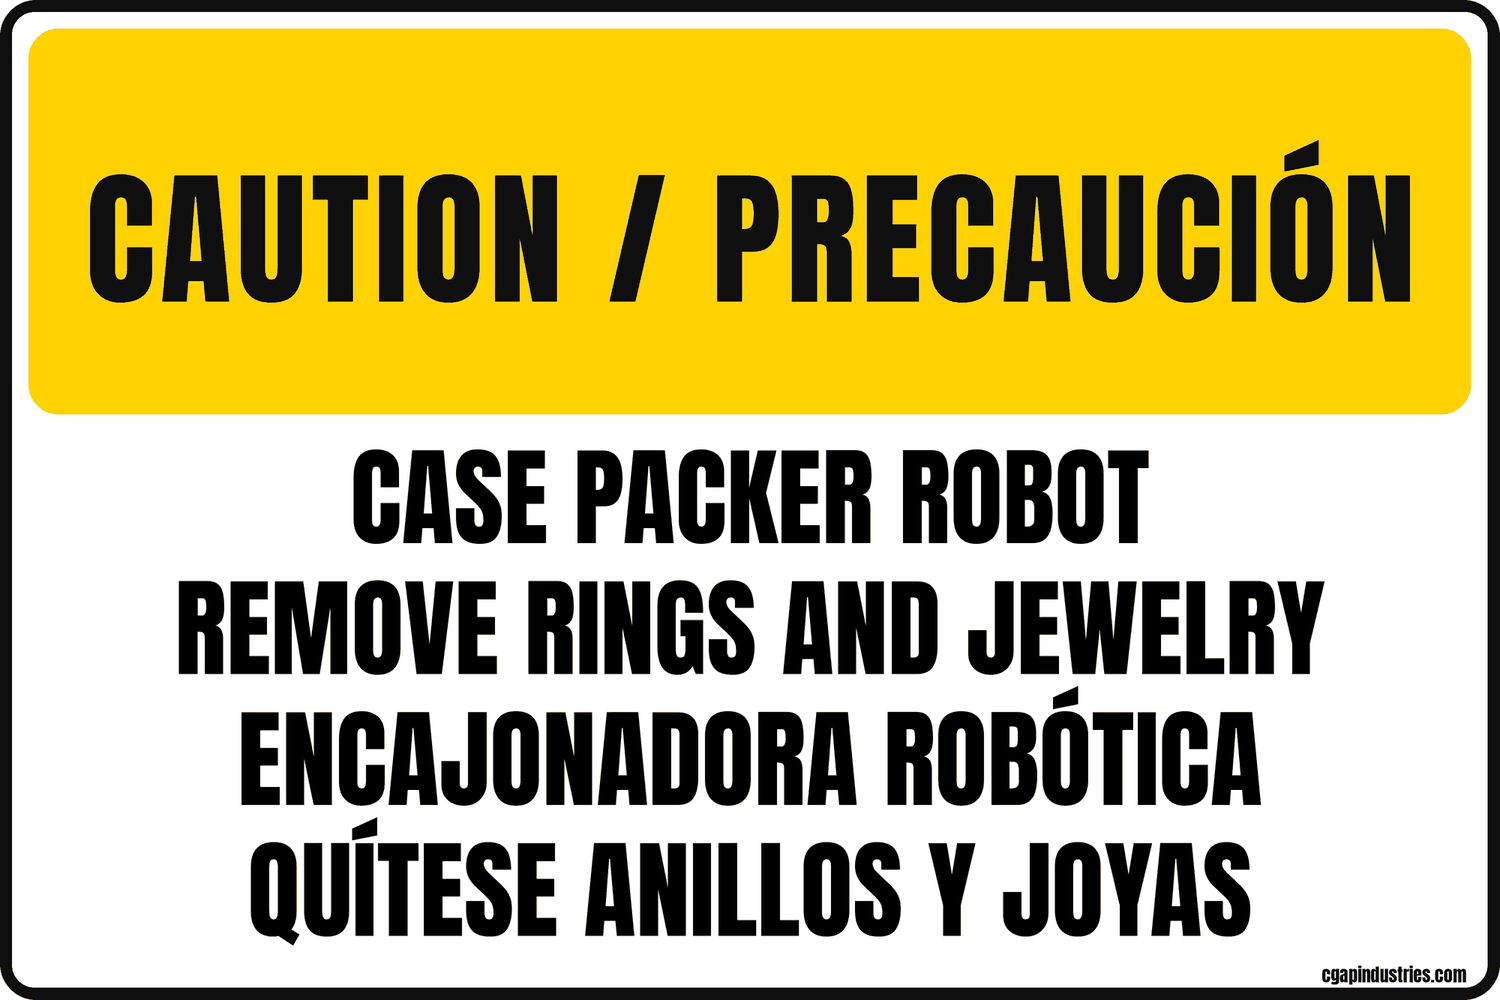 CAUTION / PRECAUCIÓN
CASE PACKER ROBOT
REMOVE RINGS AND JEWELRY
ENCAJONADORA ROBÓTICA
QUÍTESE ANILLOS Y JOYAS
cgapindustries.com